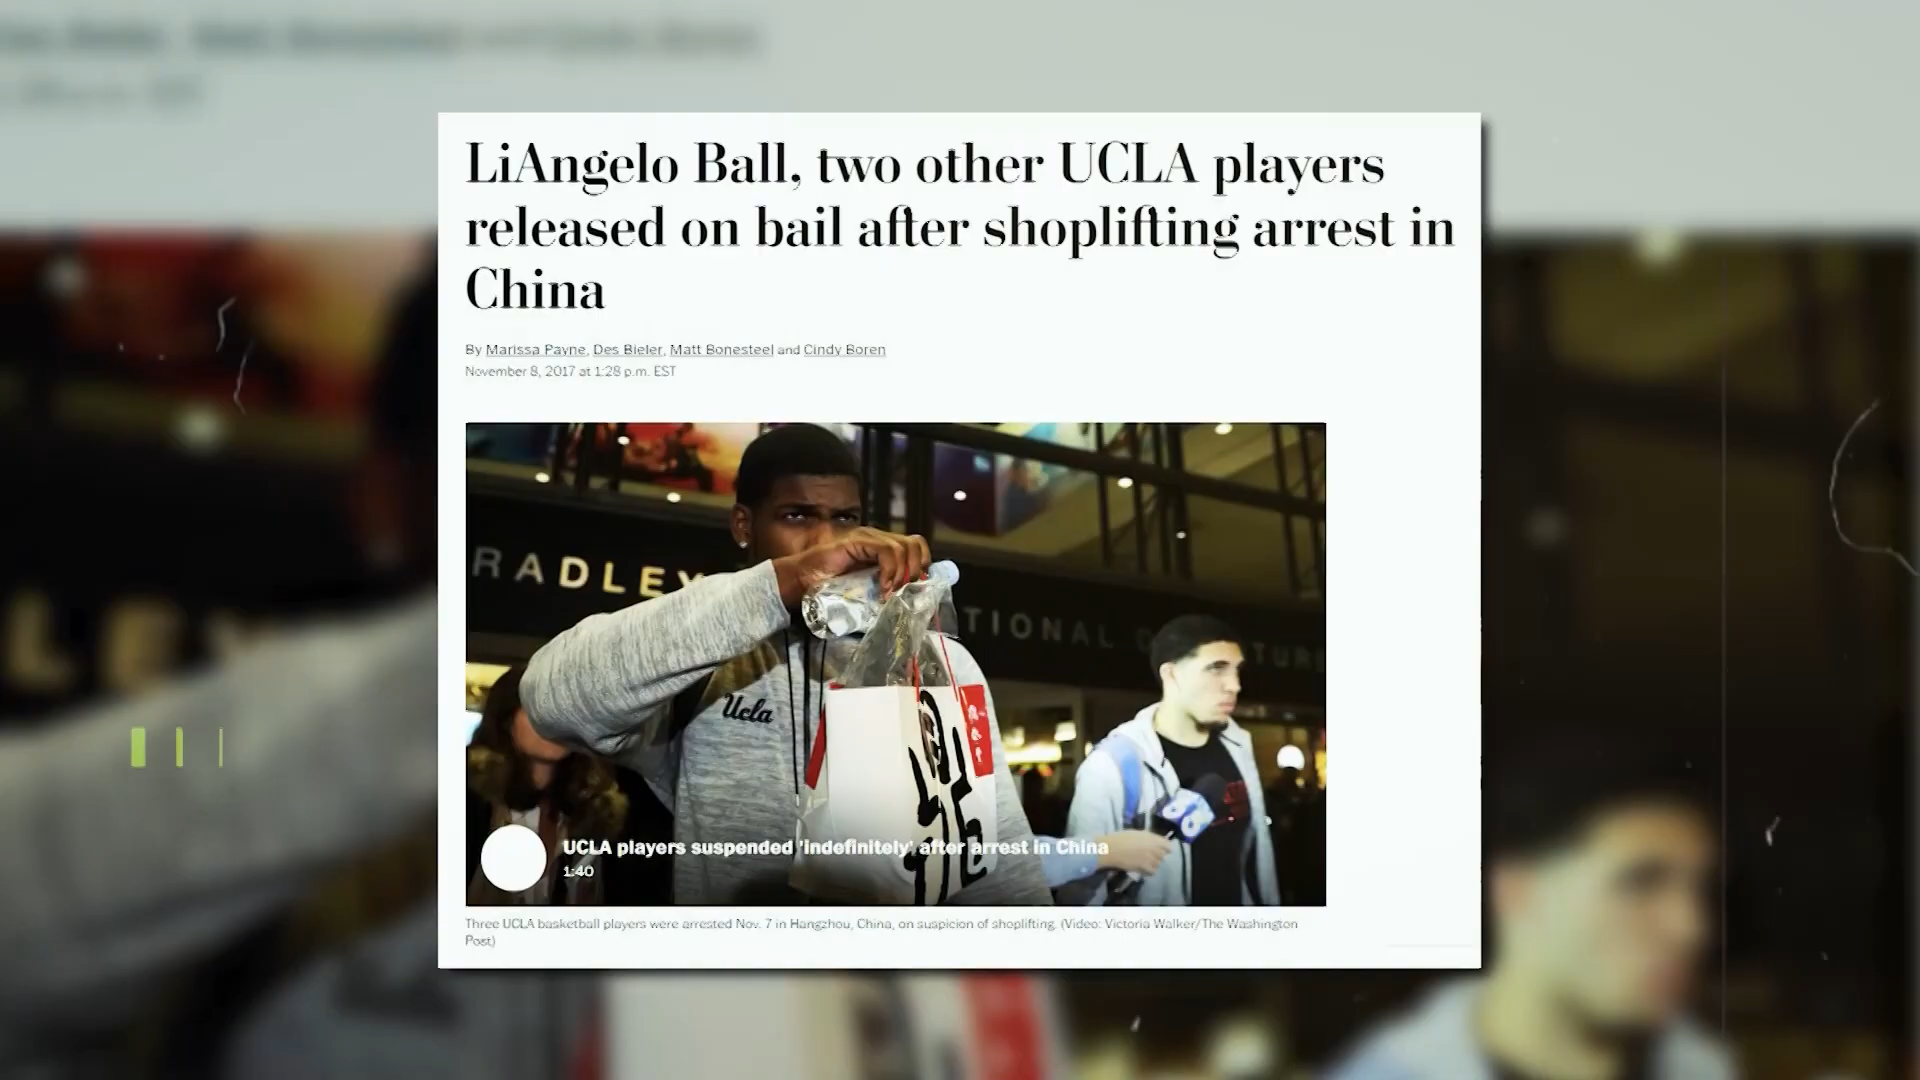 LiAngelo Ball, two other UCLA players
released on bail after shoplifting arrest in
China
By Marissa Payne, Des Bieler, Matt Bonesteel and Cindy Boren
November 8, 2017 at 1:28 p.m. EST
RADLEY
TIONAL
Ucla
UCLA players suspended 'indefinitely' after arrest in China
1:40
Three UCLA basketball players were arrested Nov. 7 in Hangzhou, China, on suspicion of shoplifting. (Video: Victoria Walker/The Washington
Post)